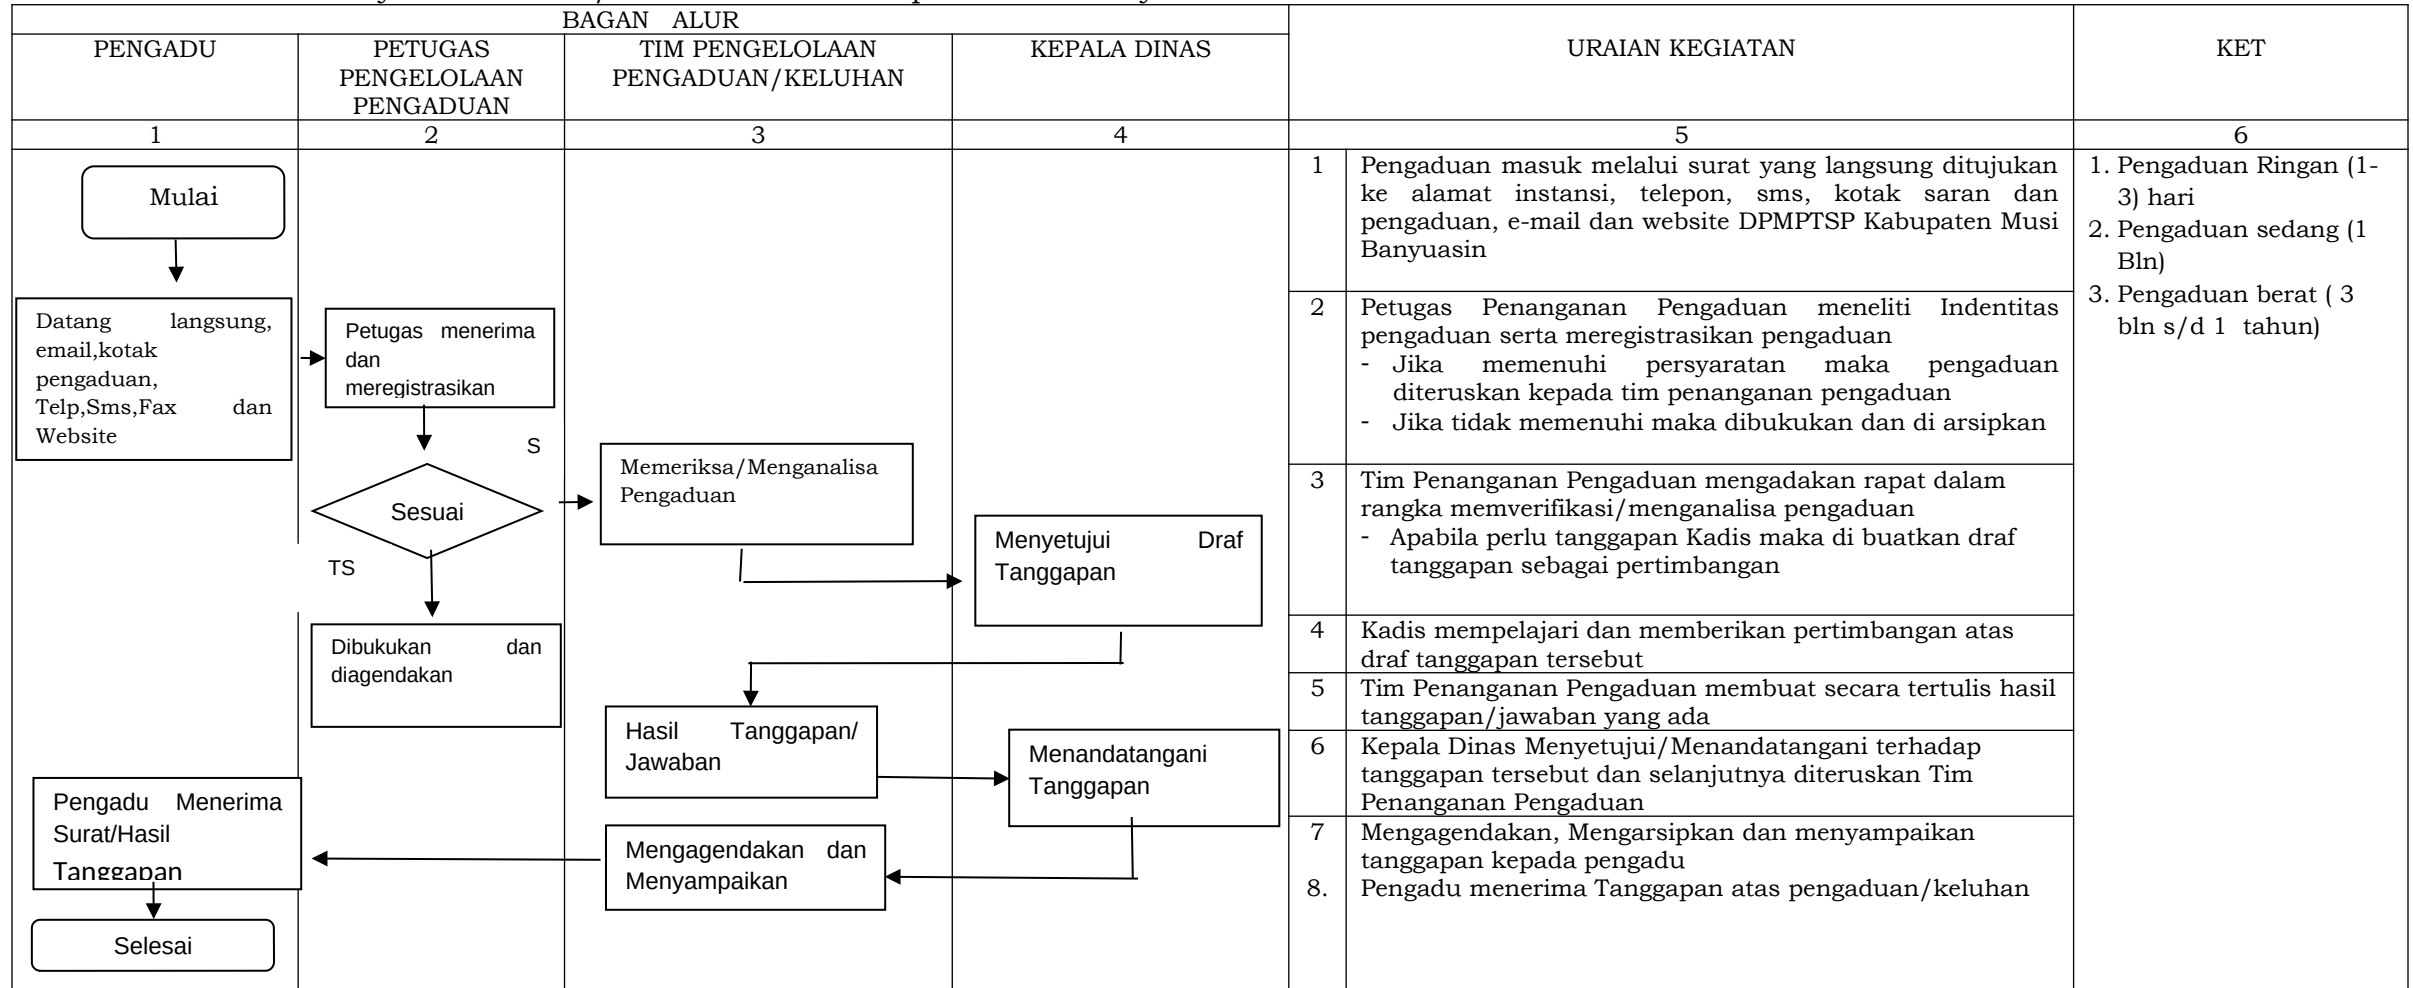 BAGAN ALUR
PENGADU
PETUGAS
PENGELOLAAN
PENGADUAN
TIM PENGELOLAAN
PENGADUAN/KELUHAN
KEPALA DINAS
URAIAN KEGIATAN
KET
1
2
3
4
5
6
Mulai
Datang langsung,
email,kotak
pengaduan,
Telp,Sms,Fax dan
Website
Petugas menerima
dan
meregistrasikan
S
Sesuai
TS
Dibukukan dan
diagendakan
Memeriksa/Menganalisa
Pengaduan
Menyetujui Draf
Tanggapan
Hasil Tanggapan/
Jawaban
Menandatangani
Tanggapan
Mengagendakan dan
Menyampaikan
Pengadu Menerima
Surat/Hasil
Tanggapan
Selesai
1 Pengaduan masuk melalui surat yang langsung ditujukan
ke alamat instansi, telepon, sms, kotak saran dan
pengaduan, e-mail dan website DPMPTSP Kabupaten Musi
Banyuasin
2 Petugas Penanganan Pengaduan meneliti Indentitas
pengaduan serta meregistrasikan pengaduan
- Jika memenuhi persyaratan maka pengaduan
diteruskan kepada tim penanganan pengaduan
- Jika tidak memenuhi maka dibukukan dan di arsipkan
3 Tim Penanganan Pengaduan mengadakan rapat dalam
rangka memverifikasi/menganalisa pengaduan
- Apabila perlu tanggapan Kadis maka di buatkan draf
tanggapan sebagai pertimbangan
4 Kadis mempelajari dan memberikan pertimbangan atas
draf tanggapan tersebut
5 Tim Penanganan Pengaduan membuat secara tertulis hasil
tanggapan/jawaban yang ada
6 Kepala Dinas Menyetujui/Menandatangani terhadap
tanggapan tersebut dan selanjutnya diteruskan Tim
Penanganan Pengaduan
7 Mengagendakan, Mengarsipkan dan menyampaikan
tanggapan kepada pengadu
8. Pengadu menerima Tanggapan atas pengaduan/keluhan
1. Pengaduan Ringan (1-
3) hari
2. Pengaduan sedang (1
Bln)
3. Pengaduan berat ( 3
bln s/d 1 tahun)